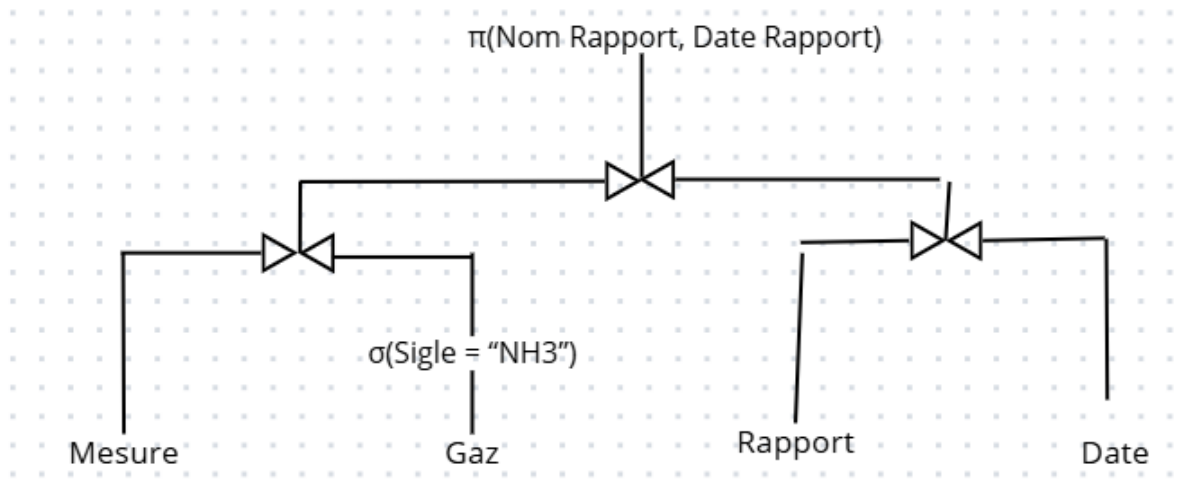 π(Nom Rapport, Date Rapport)
σ(Sigle = “NH3”)
Mesure
Gaz
Rapport
Date